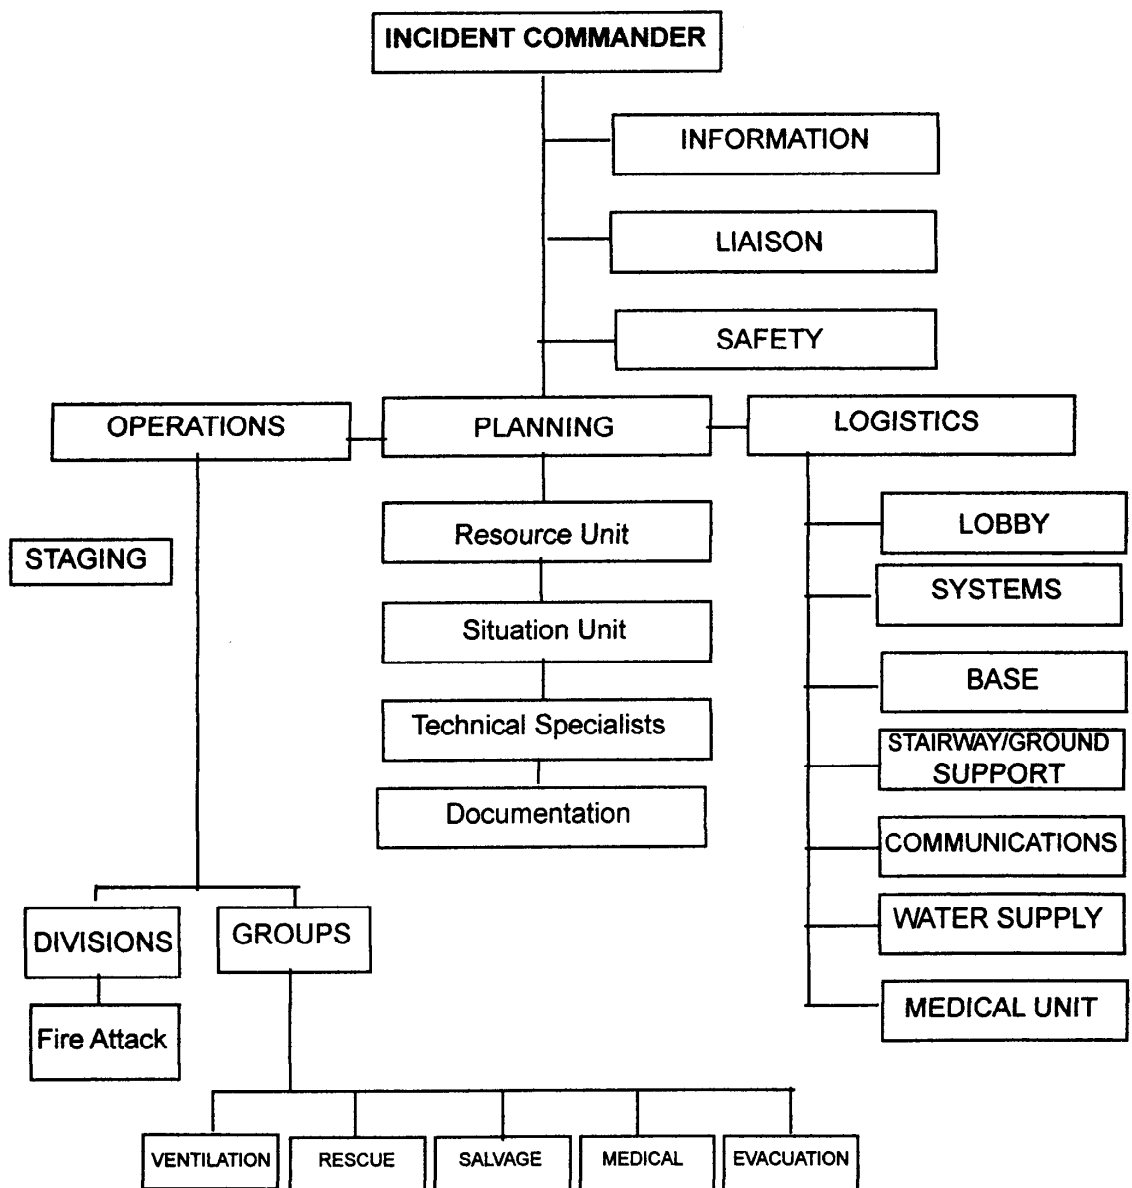 INCIDENT COMMANDER
INFORMATION
LIAISON
SAFETY
OPERATIONS
PLANNING
LOGISTICS
STAGING
Resource Unit
Situation Unit
Technical Specialists
Documentation
LOBBY
SYSTEMS
BASE
STAIRWAY/GROUND
SUPPORT
COMMUNICATIONS
WATER SUPPLY
MEDICAL UNIT
DIVISIONS
GROUPS
Fire Attack
VENTILATION
RESCUE
SALVAGE
MEDICAL
EVACUATION